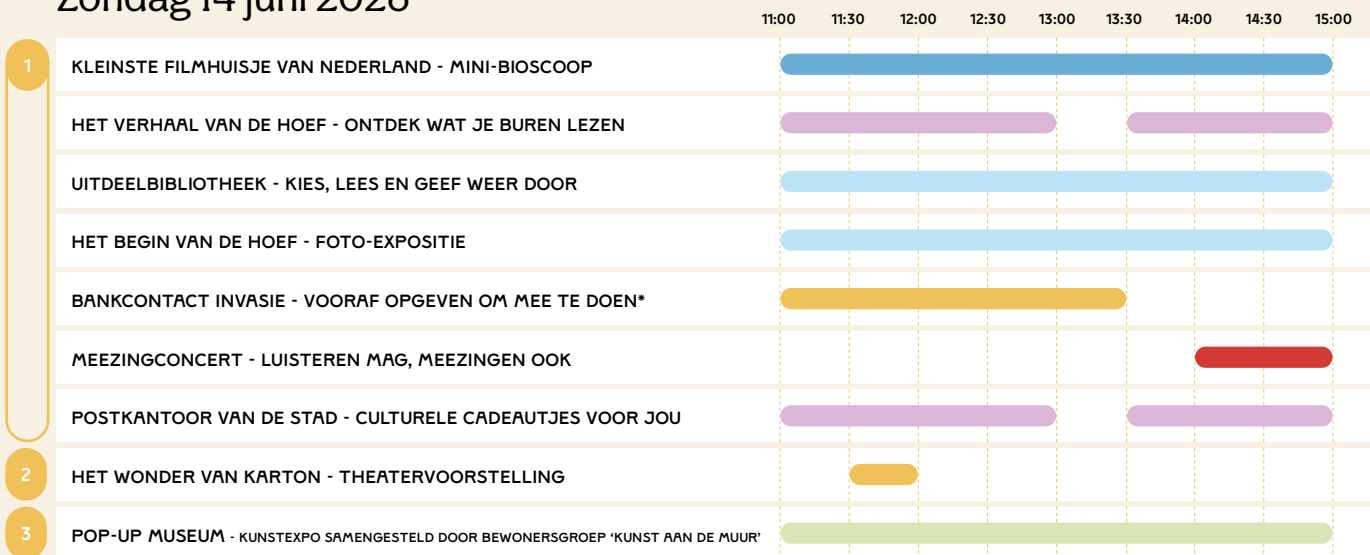 Zondag 14 juni 2026
11:00 11:30 12:00 12:30 13:00 13:30 14:00 14:30 15:00
1
KLEINSTE FILMHUISJE VAN NEDERLAND - MINI-BIOSCOOP
HET VERHAAL VAN DE HOEF - ONTDEK WAT JE BUREN LEZEN
UITDEELBIBLIOTHEEK - KIES, LEES EN GEEF WEER DOOR
HET BEGIN VAN DE HOEF - FOTO-EXPOSITIE
BANKCONTACT INVASIE - VOORAF OPGEVEN OM MEE TE DOEN*
MEEZINGCONCERT - LUISTEREN MAG, MEEZINGEN OOK
POSTKANTOOR VAN DE STAD - CULTURELE CADEAUTJES VOOR JOU
2
HET WONDER VAN KARTON - THEATERVOORSTELLING
3
POP-UP MUSEUM - KUNSTEXPO SAMENGESTELD DOOR BEWONERSGROEP ‘KUNST AAN DE MUUR’